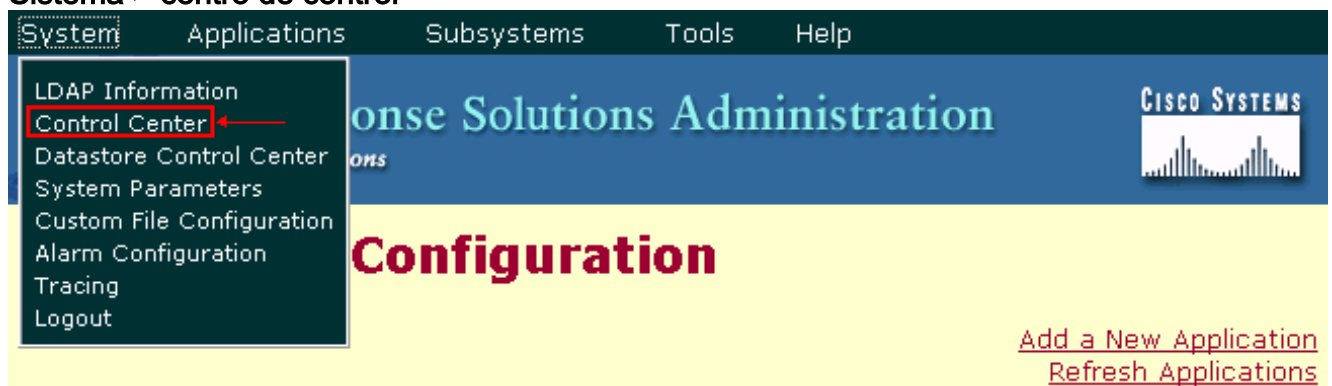 System Applications Subsystems Tools Help
LDAP Information
Control Center
Datastore Control Center
System Parameters
Custom File Configuration
Alarm Configuration
Tracing
Logout
onse Solutions Administration
ons
CISCO SYSTEMS
Configuration
Add a New Application
Refresh Applications